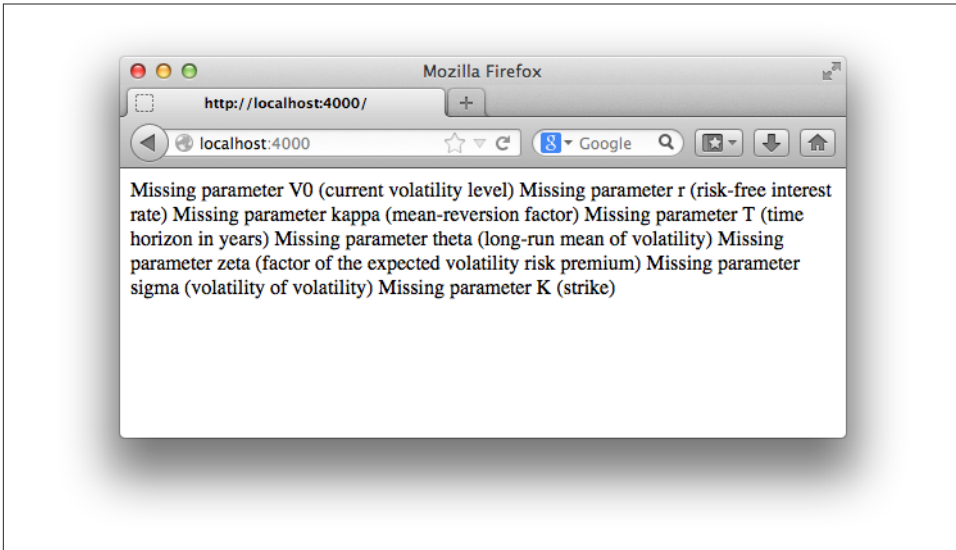 Mozilla Firefox
http://localhost:4000/
localhost:4000
Google
Missing parameter V0 (current volatility level) Missing parameter r (risk-free interest
rate) Missing parameter kappa (mean-reversion factor) Missing parameter T (time
horizon in years) Missing parameter theta (long-run mean of volatility) Missing
parameter zeta (factor of the expected volatility risk premium) Missing parameter
sigma (volatility of volatility) Missing parameter K (strike)